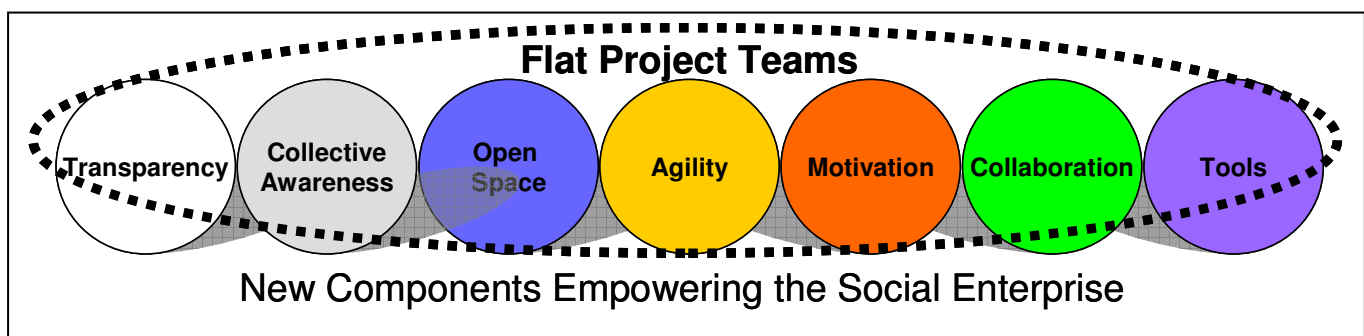 Flat Project Teams
Transparency
Collective
Awareness
Open
Space
Agility
Motivation
Collaboration
Tools
New Components Empowering the Social Enterprise